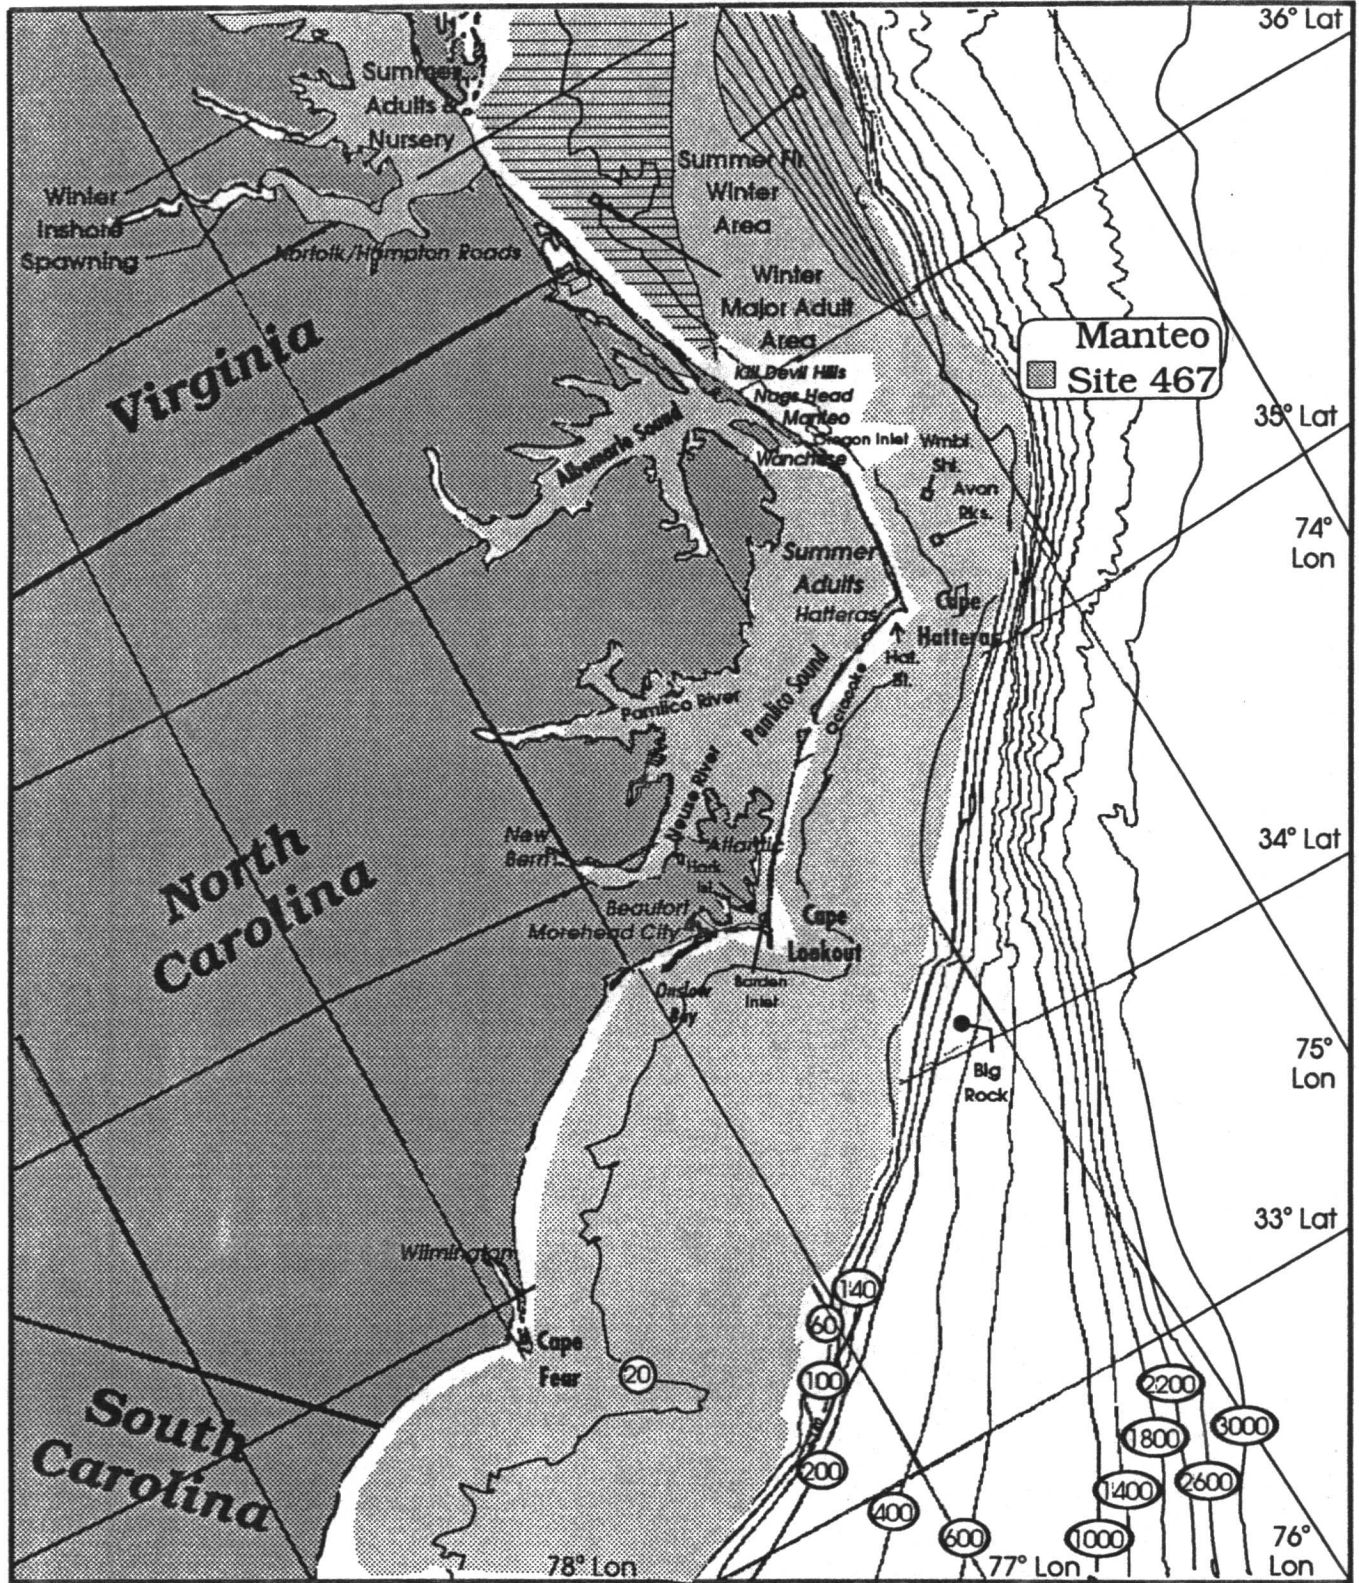 36° Lat
Summer
Adults &
Nursery
Summer Flr
Winter
Area
Winter
Inshore
Spawning
Norfolk/Hampton Roads
Winter
Major Adult
Area
Virginia
Manteo
Site 467
Kill Devil Hills
Nags Head
Manteo
Oregon Inlet
Wanchese
Wmbl.
Shl.
Avon
Rks.
35° Lat
Albemarle Sound
74°
Lon
Summer
Adults
Hatteras
Cape
Hatteras
Hat.
Ocracoke
Pamlico Sound
Pamlico River
Neuse River
New
Bern
Atlantic
Hark.
Isl.
Beaufort
Morehead City
Cape
Lookout
34° Lat
North
Carolina
Barden
Inlet
Onslow
Bay
Big
Rock
75°
Lon
33° Lat
Wilmington
Cape
Fear
20
140
60
100
200
400
600
1000
1400
1800
2200
2600
3000
South
Carolina
78° Lon
77° Lon
76°
Lon